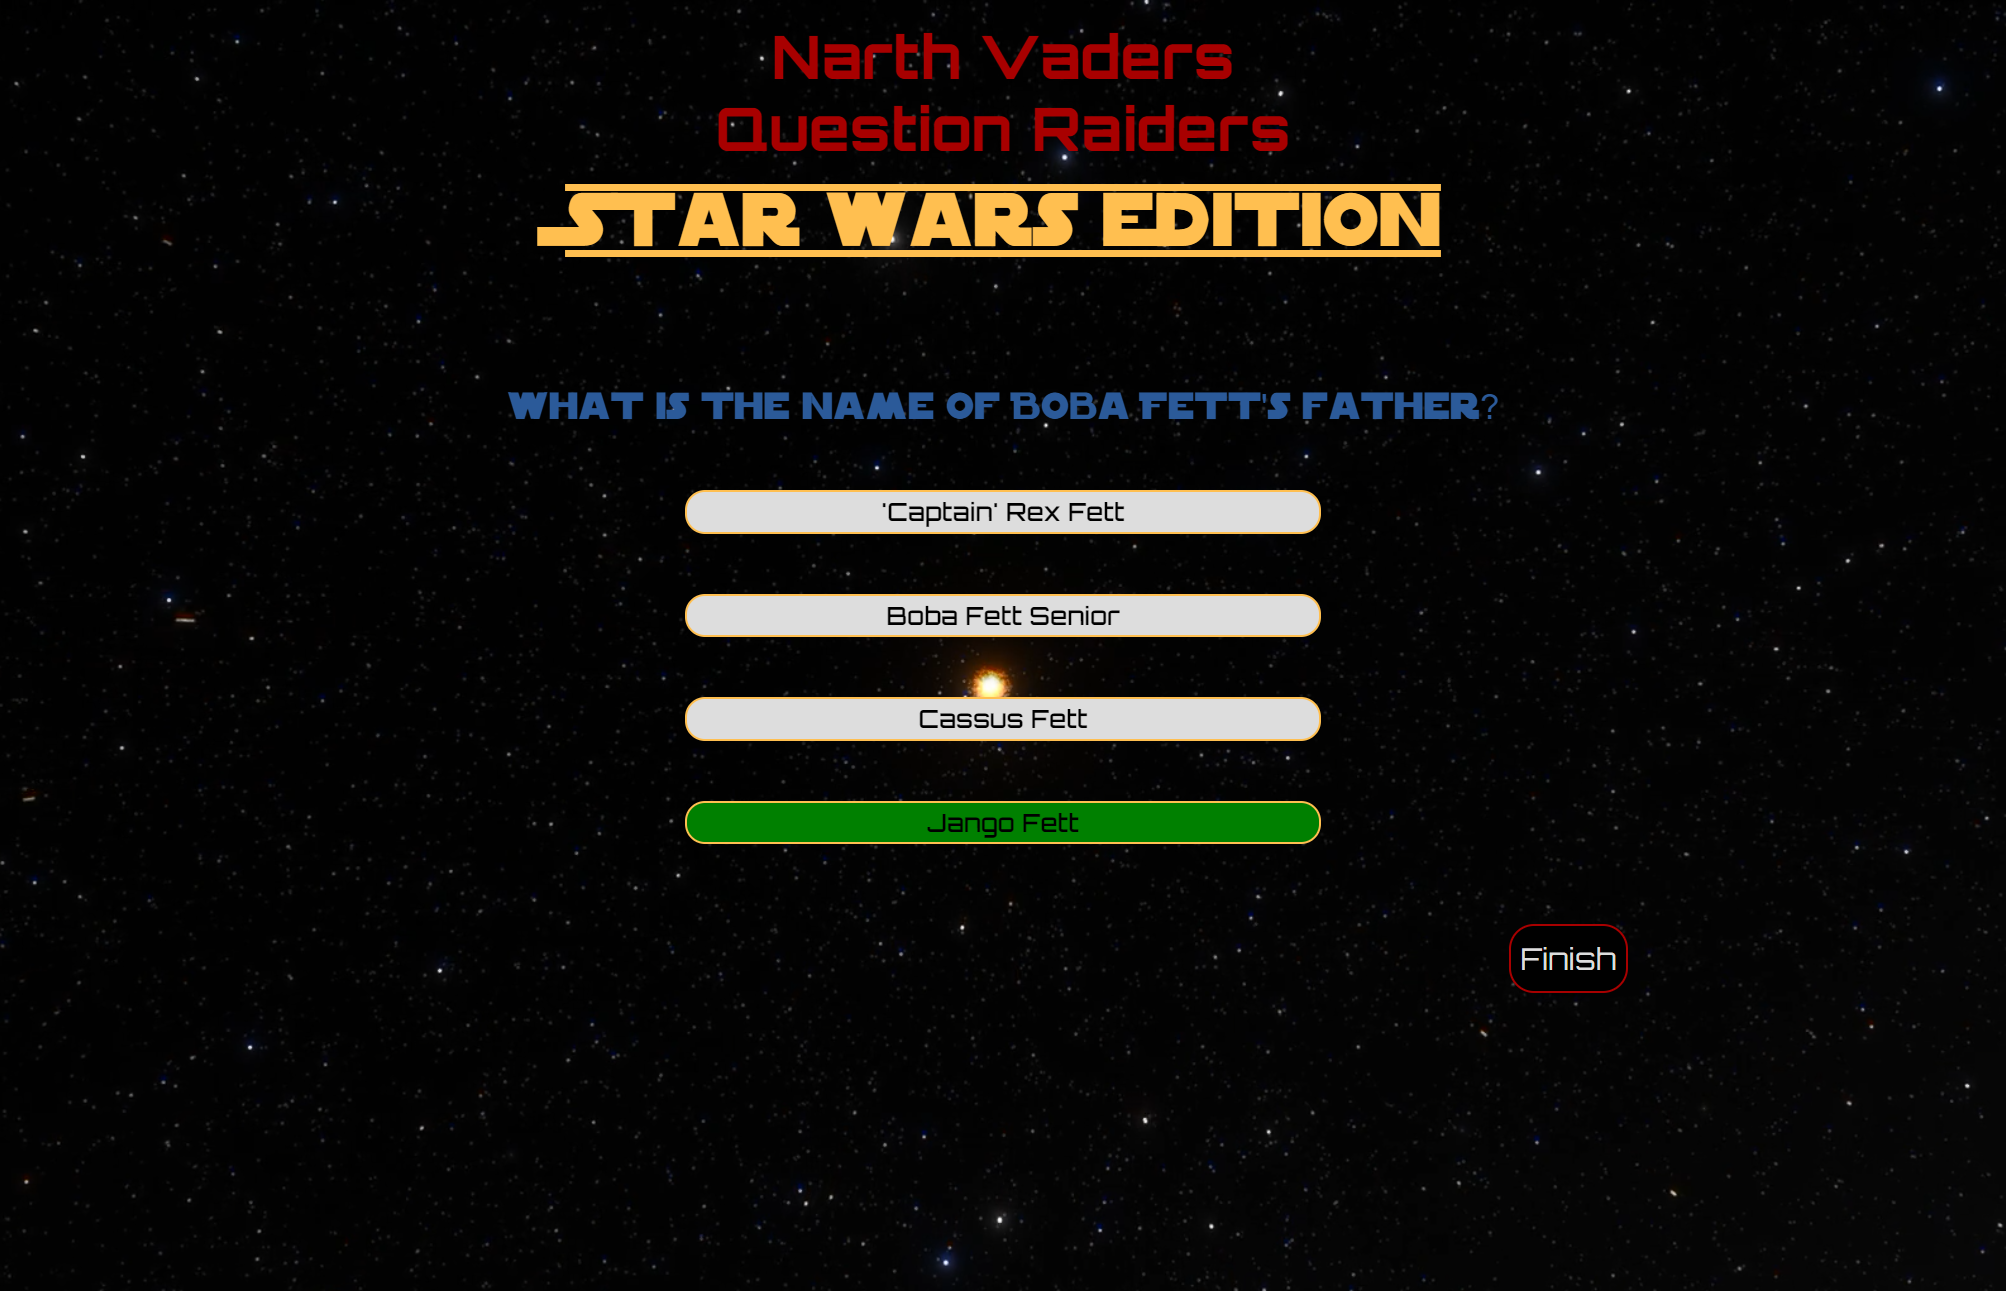 Narth Vaders
Question Raiders
Star Wars Edition
What is the name of Boba Fett's father?
'Captain' Rex Fett
Boba Fett Senior
Cassus Fett
Jango Fett
Finish